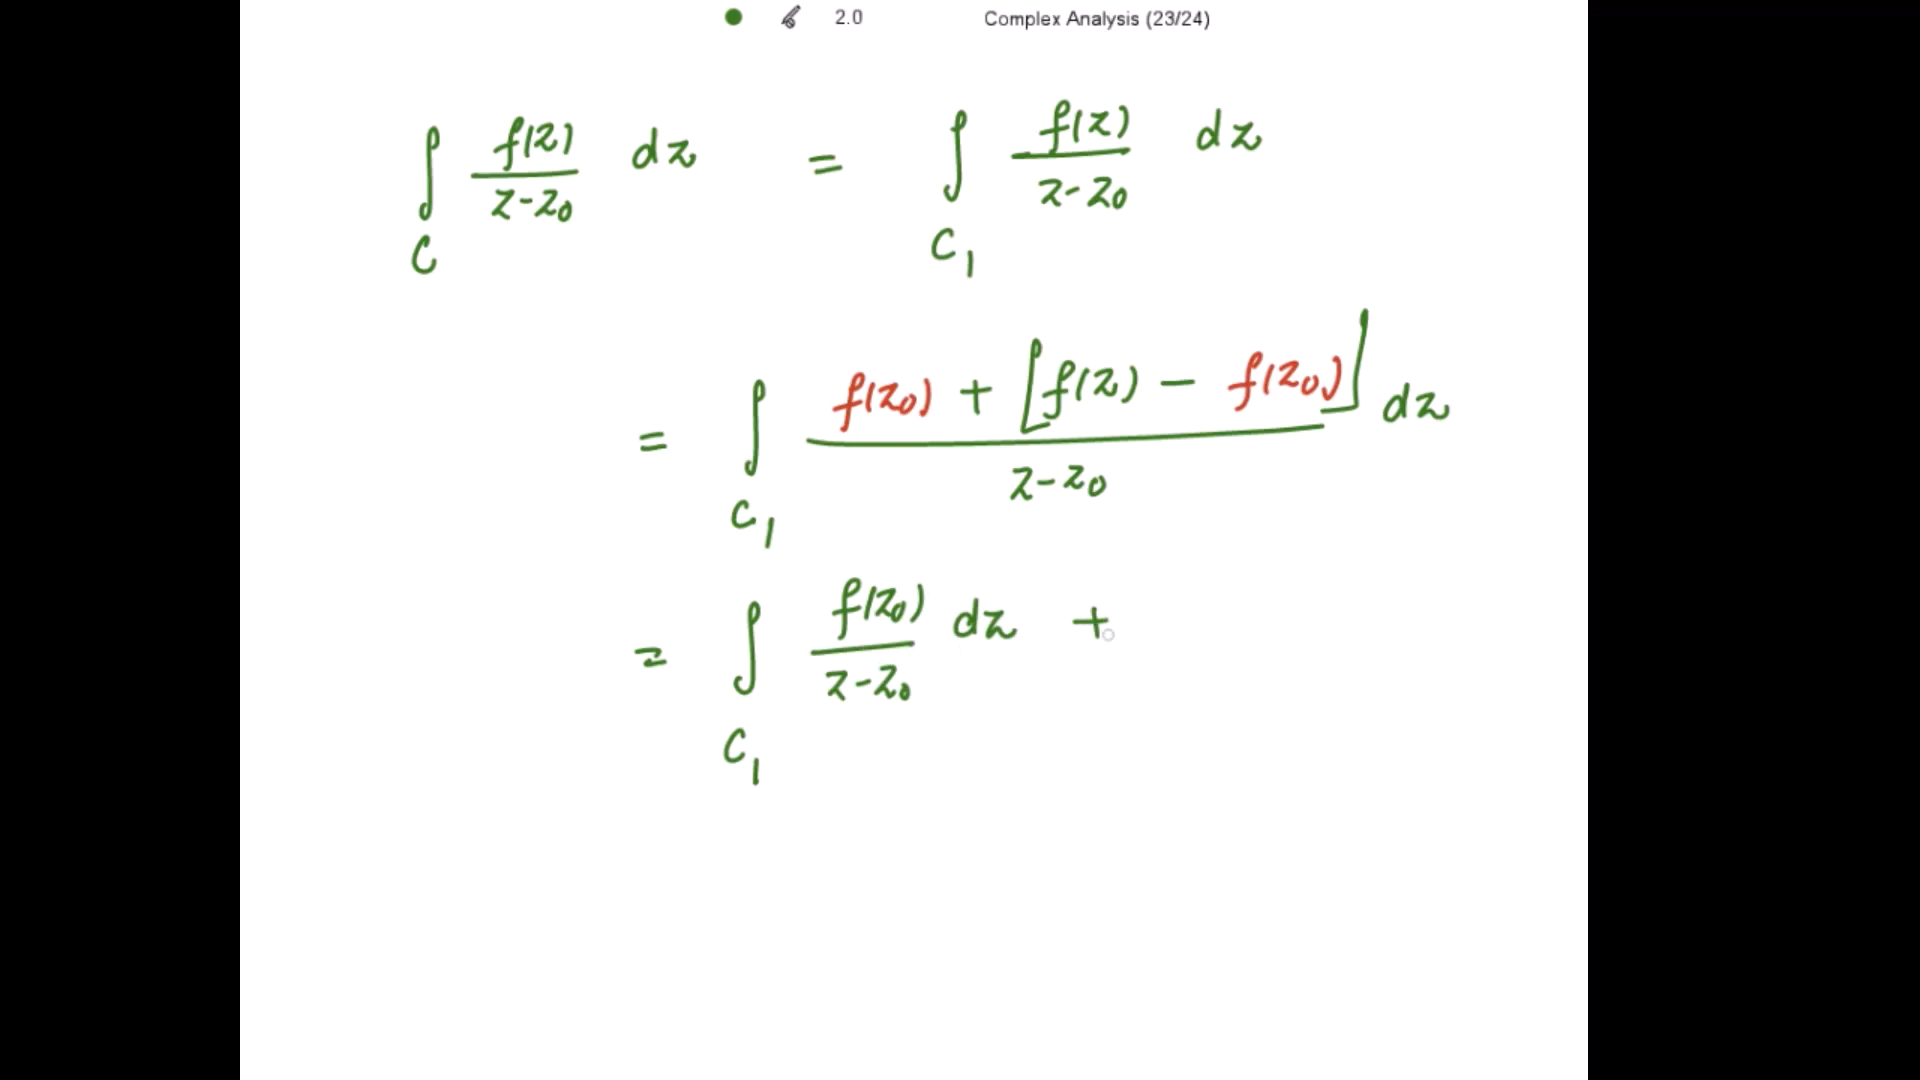 2.0 Complex Analysis (23/24)
∮_C f(z)/(z-z₀) dz = ∮_C₁ f(z)/(z-z₀) dz
= ∮_C₁ (f(z₀) + [f(z) - f(z₀)])/(z-z₀) dz
= ∮_C₁ f(z₀)/(z-z₀) dz +